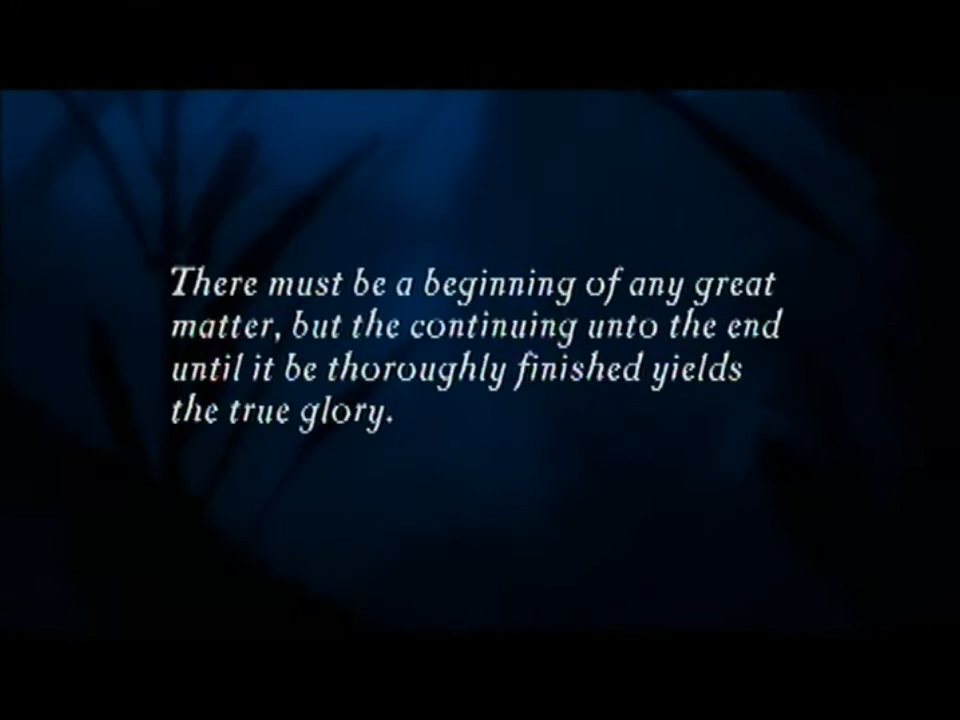 There must be a beginning of any great
matter, but the continuing unto the end
until it be thoroughly finished yields
the true glory.